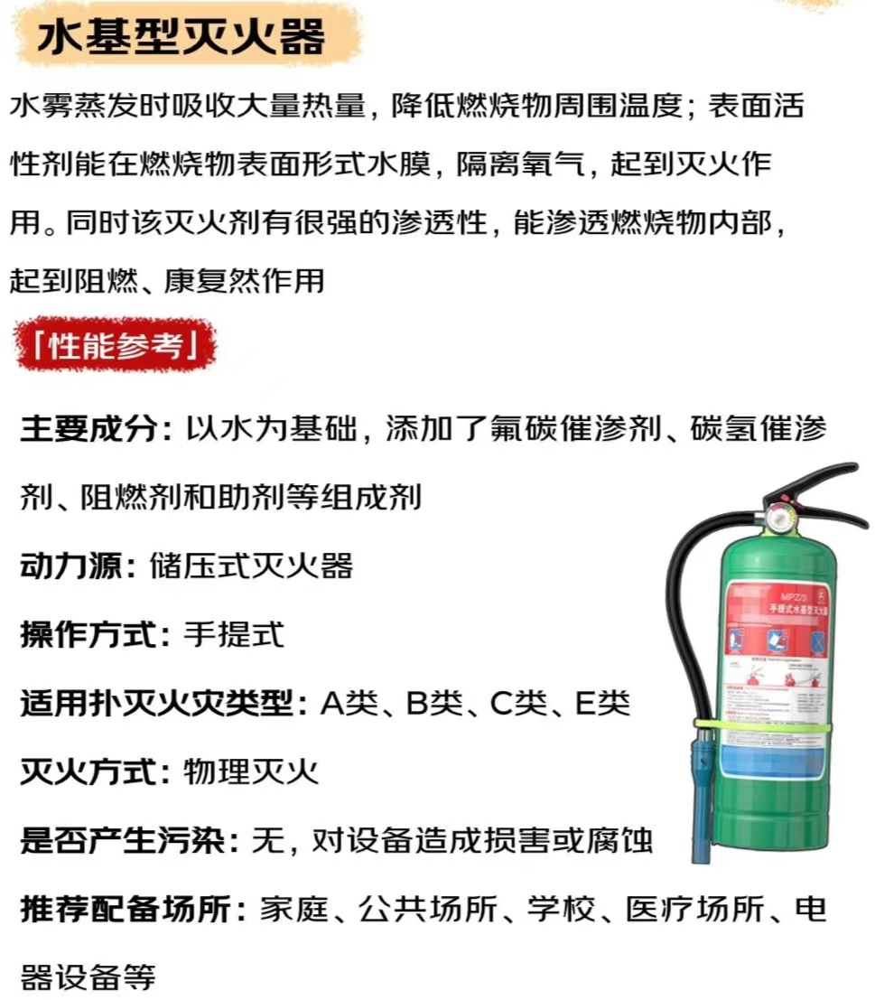 水基型灭火器
水雾蒸发时吸收大量热量，降低燃烧物周围温度；表面活
性剂能在燃烧物表面形式水膜，隔离氧气，起到灭火作
用。同时该灭火剂有很强的渗透性，能渗透燃烧物内部，
起到阻燃、康复然作用
「性能参考」
主要成分：以水为基础，添加了氟碳催渗剂、碳氢催渗
剂、阻燃剂和助剂等组成剂
动力源：储压式灭火器
操作方式：手提式
适用扑灭火灾类型：A类、B类、C类、E类
灭火方式：物理灭火
是否产生污染：无，对设备造成损害或腐蚀
推荐配备场所：家庭、公共场所、学校、医疗场所、电
器设备等
MPZ/3
手提式水基型灭火器